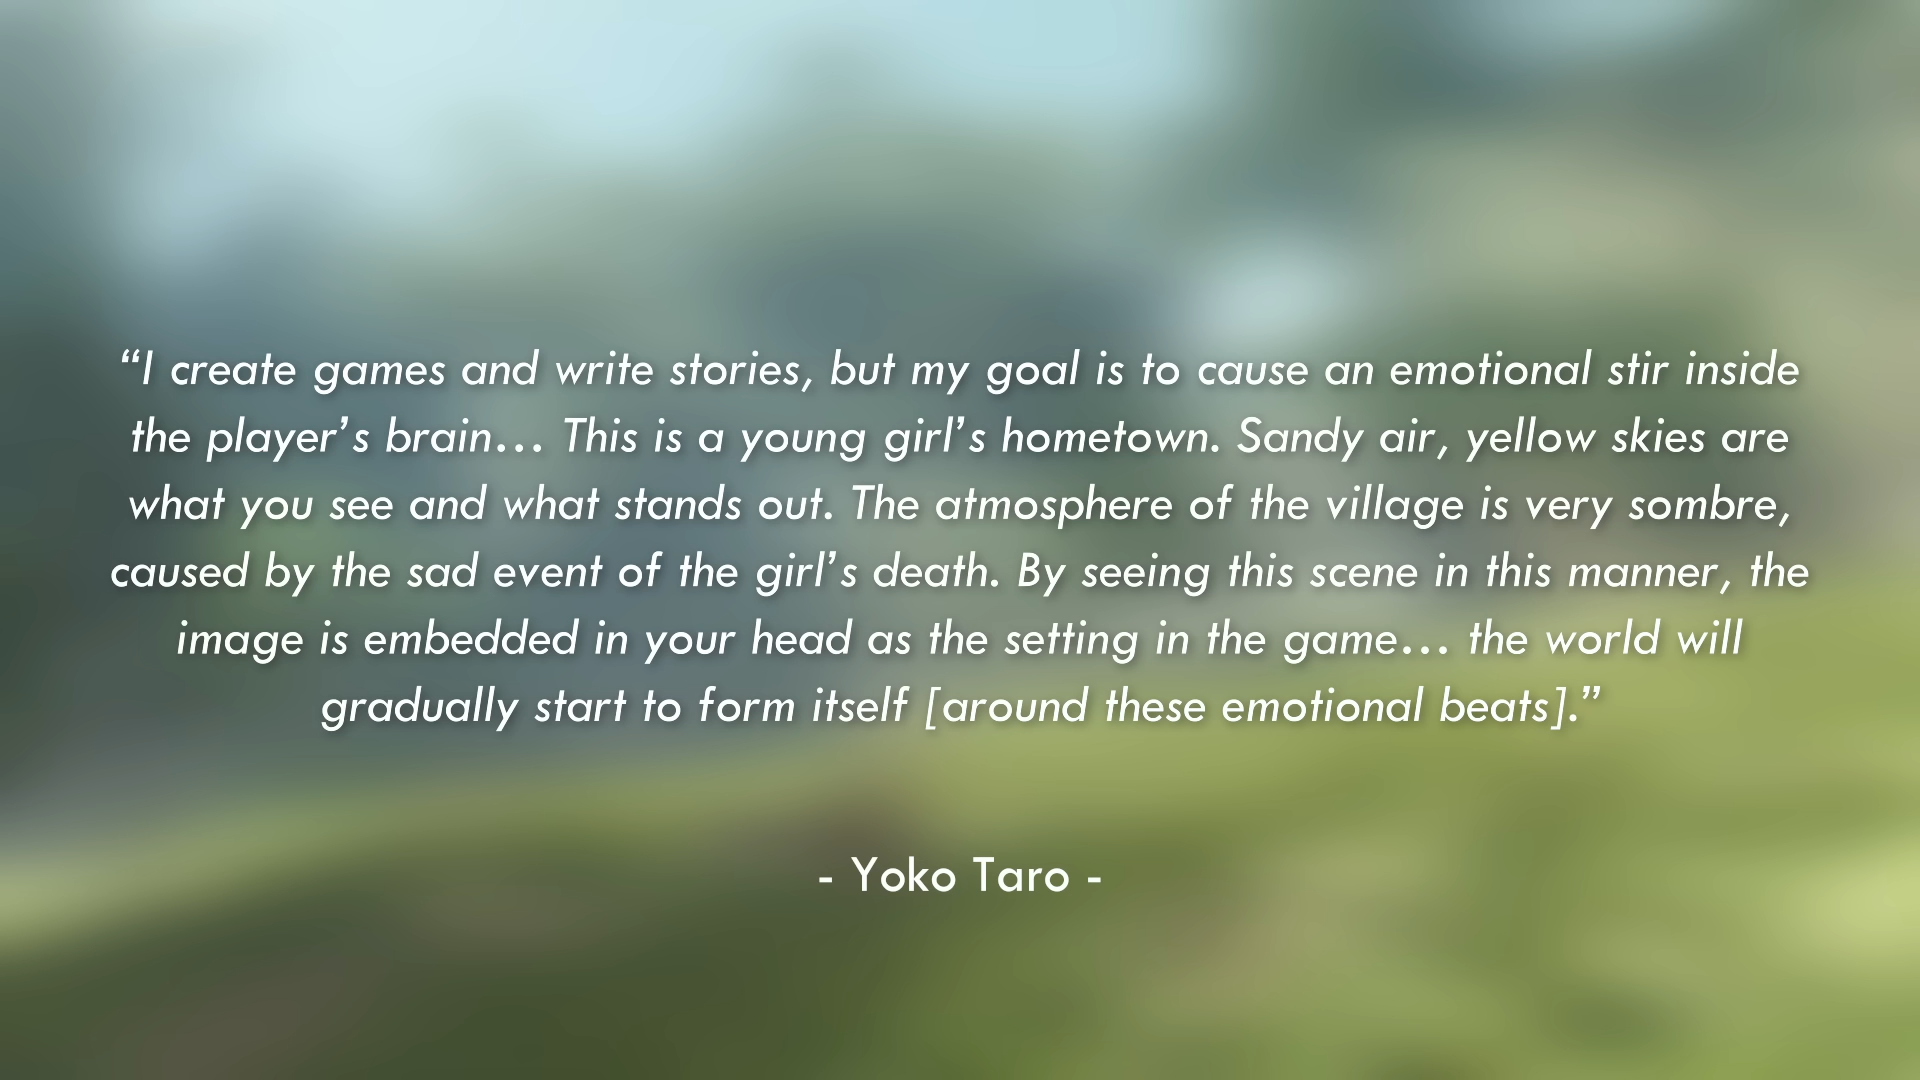 “I create games and write stories, but my goal is to cause an emotional stir inside
the player’s brain… This is a young girl’s hometown. Sandy air, yellow skies are
what you see and what stands out. The atmosphere of the village is very sombre,
caused by the sad event of the girl’s death. By seeing this scene in this manner, the
image is embedded in your head as the setting in the game… the world will
gradually start to form itself [around these emotional beats].”
- Yoko Taro -